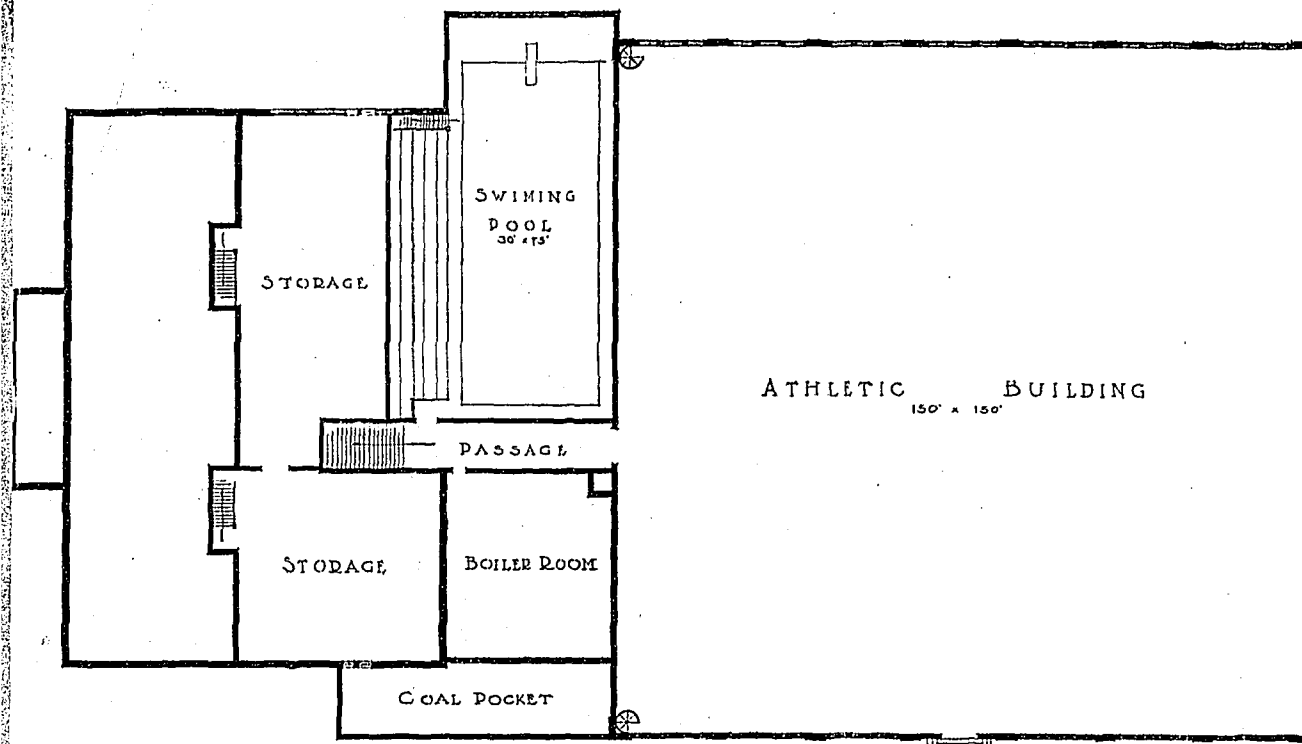 SWIMING
POOL
30' x 75'
STORAGE
ATHLETIC BUILDING
150' x 150'
PASSAGE
STORAGE
BOILER ROOM
COAL POCKET